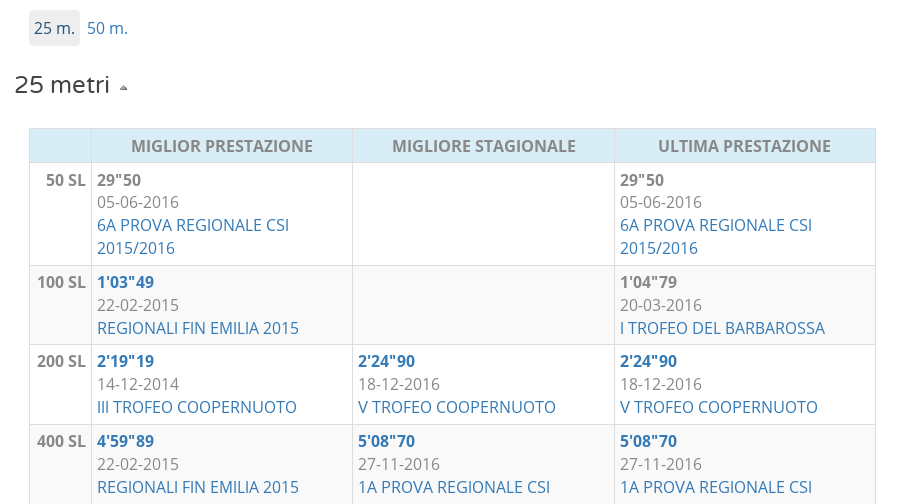 25 m. 50 m.
25 metri
MIGLIOR PRESTAZIONE MIGLIORE STAGIONALE ULTIMA PRESTAZIONE
50 SL 29"50 29"50
05-06-2016 05-06-2016
6A PROVA REGIONALE CSI 6A PROVA REGIONALE CSI
2015/2016 2015/2016
100 SL 1'03"49 1'04"79
22-02-2015 20-03-2016
REGIONALI FIN EMILIA 2015 I TROFEO DEL BARBAROSSA
200 SL 2'19"19 2'24"90 2'24"90
14-12-2014 18-12-2016 18-12-2016
III TROFEO COOPERNUOTO V TROFEO COOPERNUOTO V TROFEO COOPERNUOTO
400 SL 4'59"89 5'08"70 5'08"70
22-02-2015 27-11-2016 27-11-2016
REGIONALI FIN EMILIA 2015 1A PROVA REGIONALE CSI 1A PROVA REGIONALE CSI